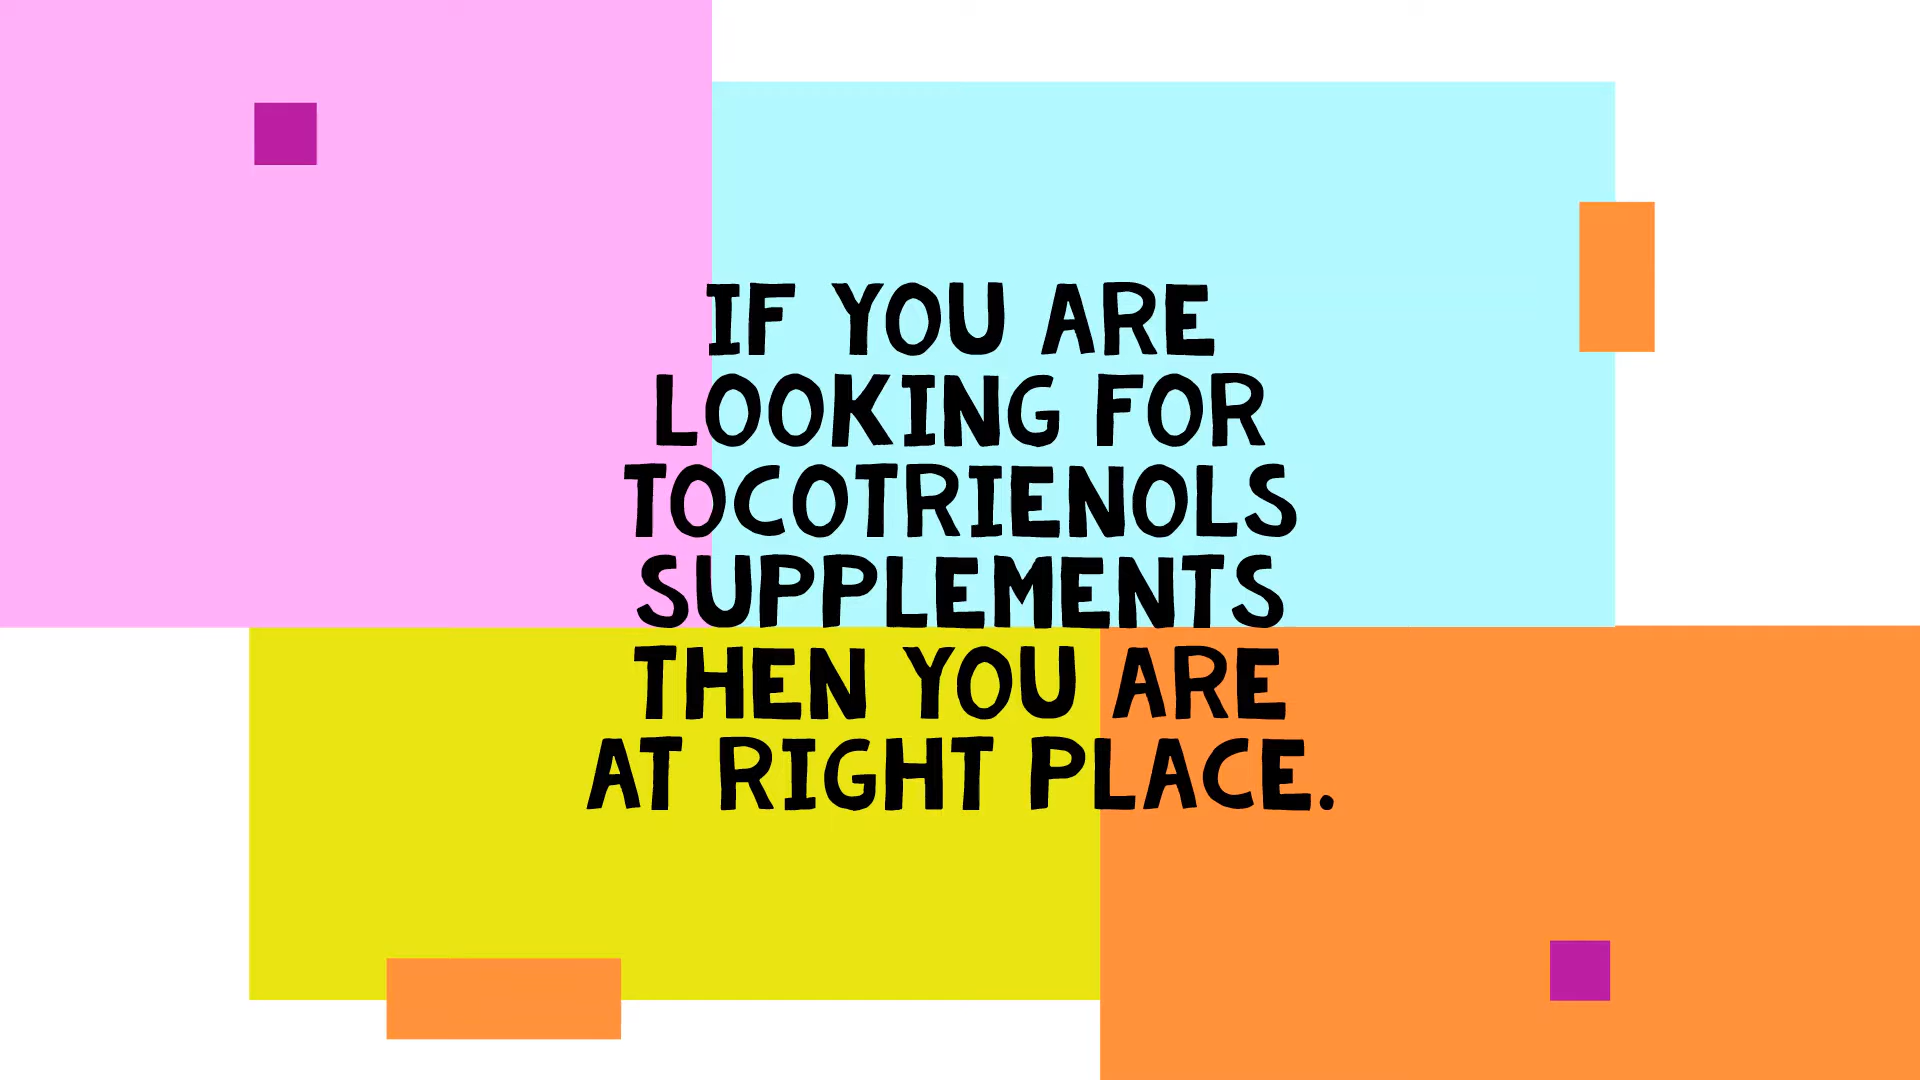 IF YOU ARE
LOOKING FOR
TOCOTRIENOLS
SUPPLEMENTS
THEN YOU ARE
AT RIGHT PLACE.